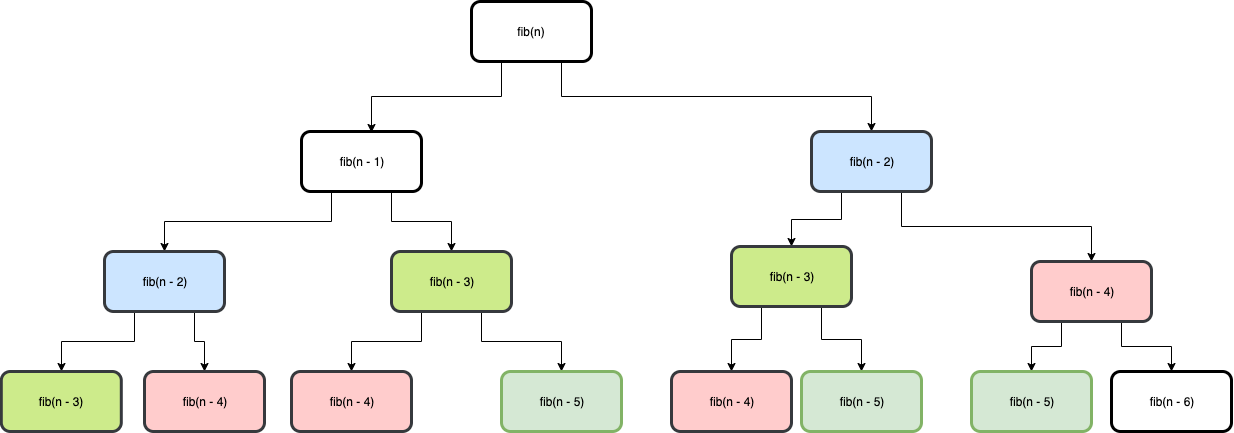 fib(n)
fib(n - 1)
fib(n - 2)
fib(n - 2)
fib(n - 3)
fib(n - 3)
fib(n - 4)
fib(n - 3)
fib(n - 4)
fib(n - 4)
fib(n - 5)
fib(n - 4)
fib(n - 5)
fib(n - 5)
fib(n - 6)